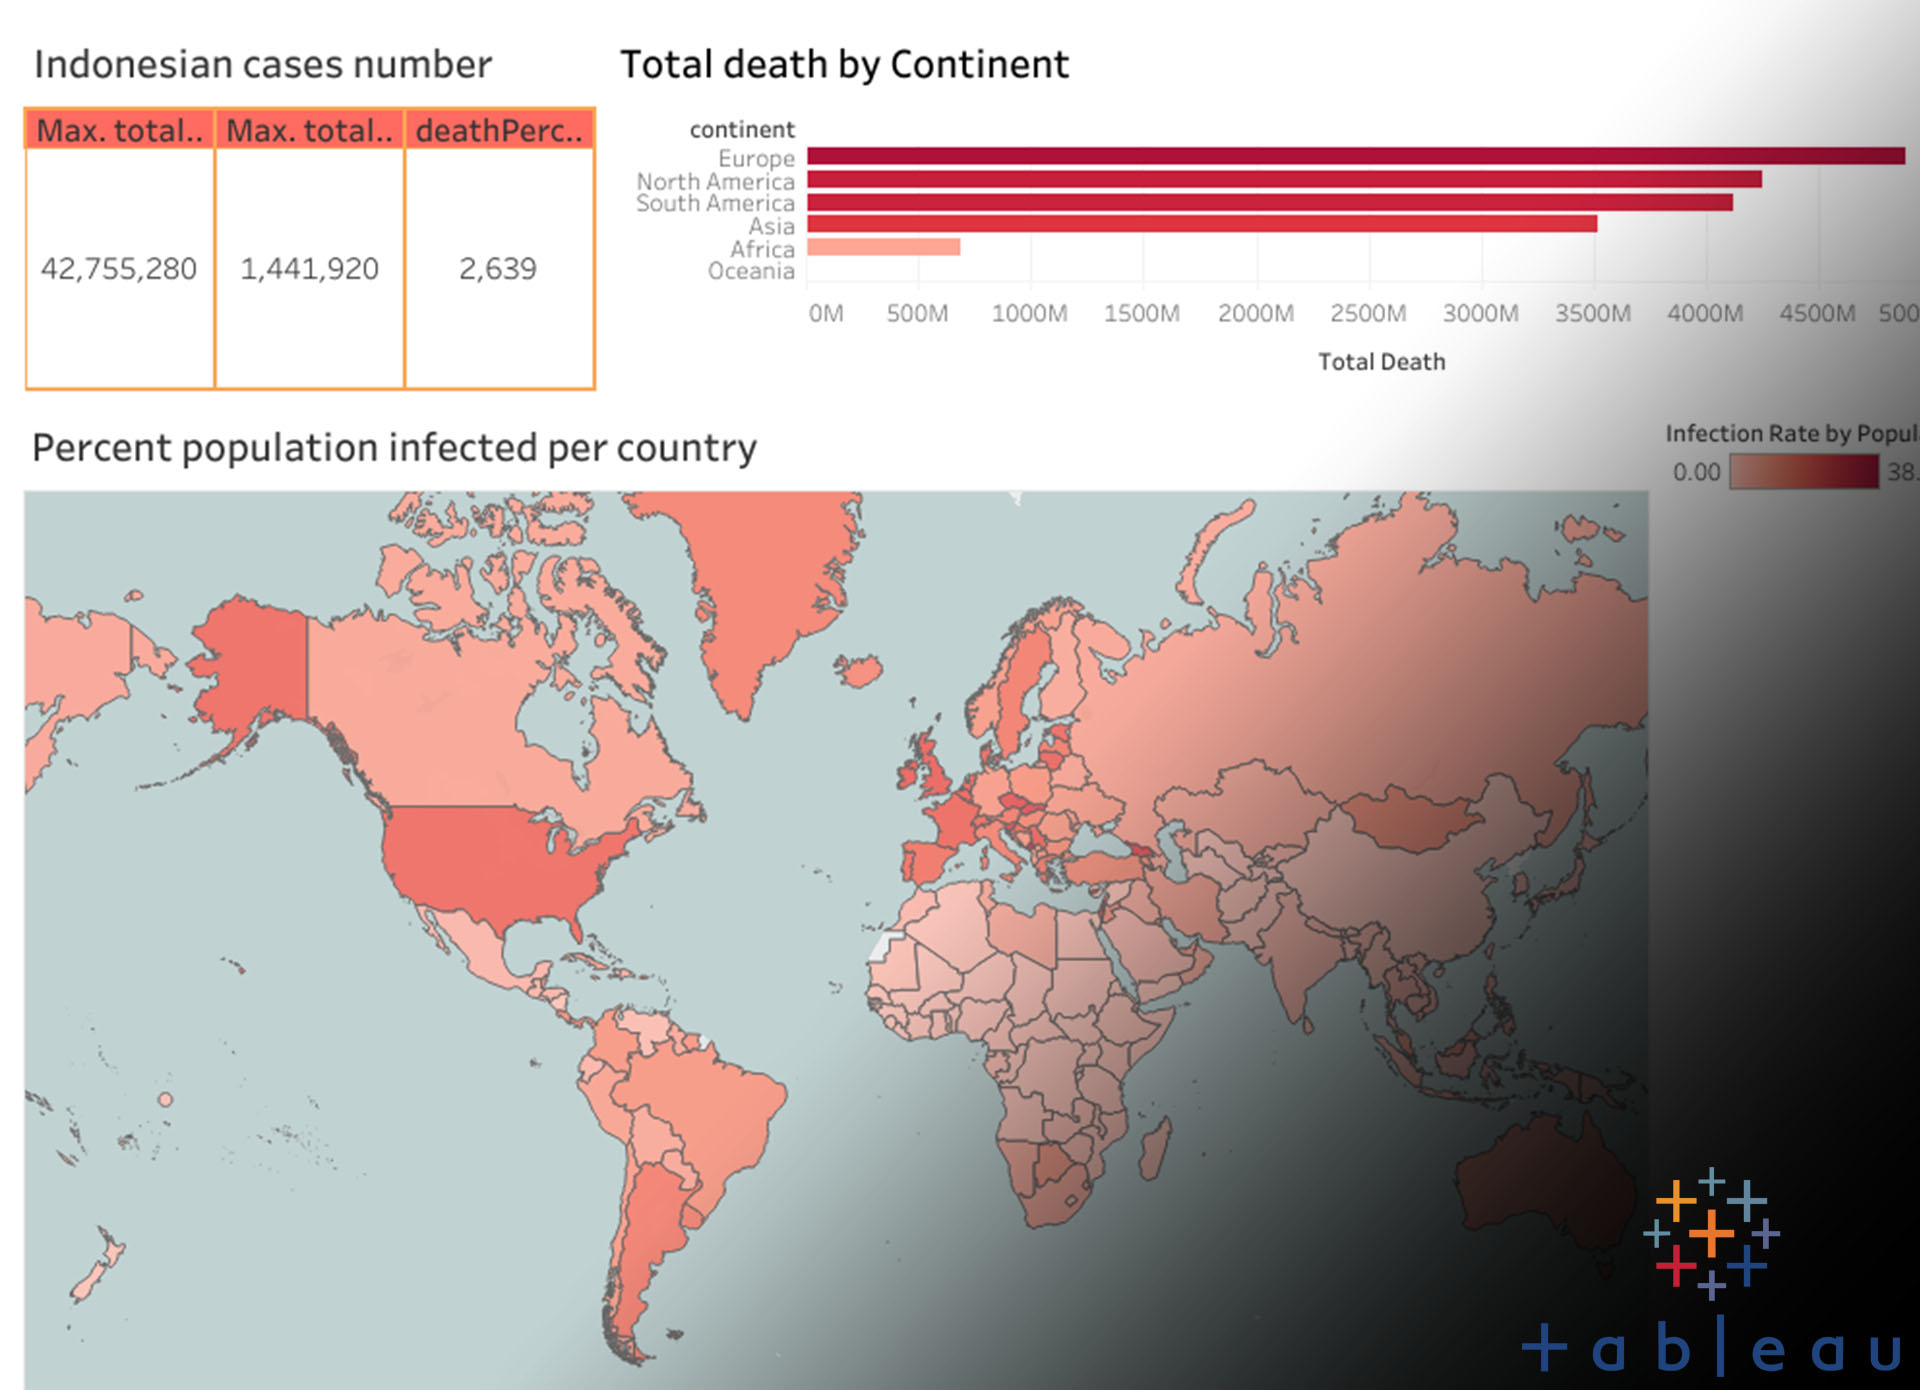 Indonesian cases number
Max. total..	Max. total..	deathPerc..
42,755,280	1,441,920	2,639
Total death by Continent
continent
Europe
North America
South America
Asia
Africa
Oceania
0M	500M	1000M	1500M	2000M	2500M	3000M	3500M	4000M	4500M	500
Total Death
Percent population infected per country
Infection Rate by Popul
0.00	38.
+ableau